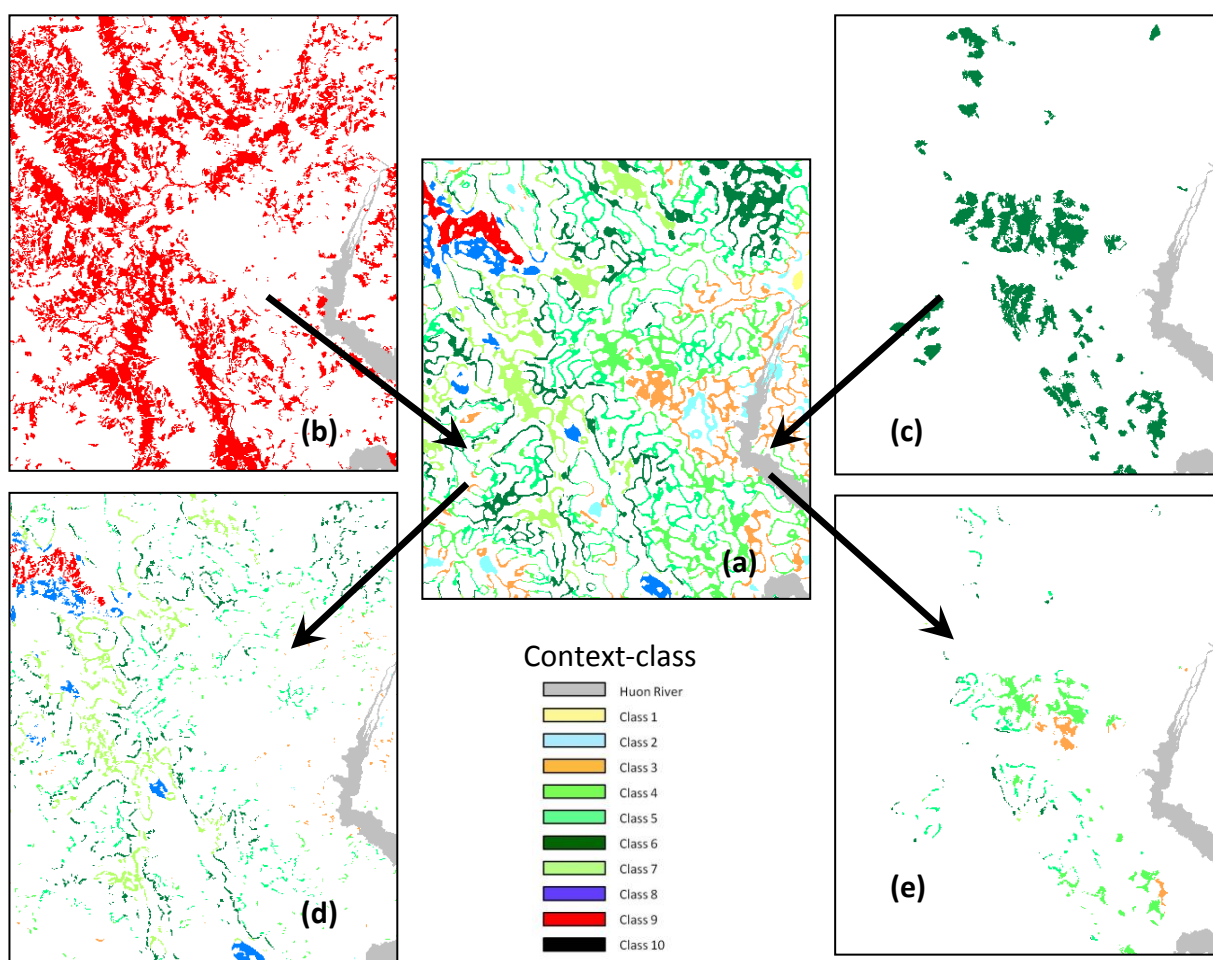 (b)
(c)
(a)
(d)
(e)
Context-class
Huon River
Class 1
Class 2
Class 3
Class 4
Class 5
Class 6
Class 7
Class 8
Class 9
Class 10